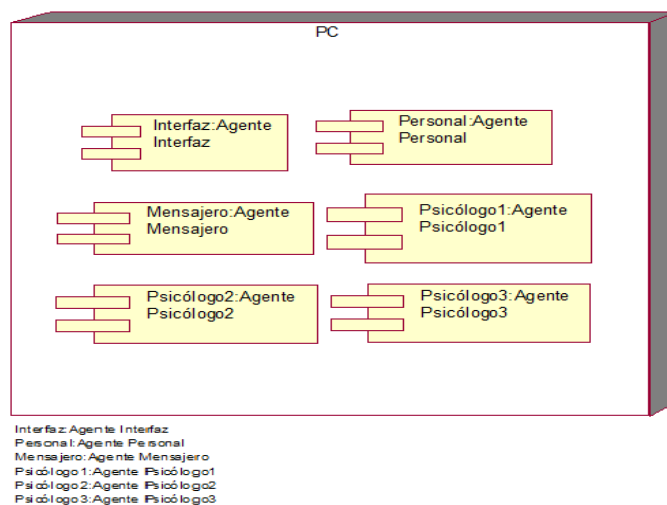 PC
Interfaz:Agente
Interfaz
Personal:Agente
Personal
Mensajero:Agente
Mensajero
Psicólogo1:Agente
Psicólogo1
Psicólogo2:Agente
Psicólogo2
Psicólogo3:Agente
Psicólogo3
Interfaz:Agente Interfaz
Personal:Agente Personal
Mensajero:Agente Mensajero
Psicólogo1:Agente Psicólogo1
Psicólogo2:Agente Psicólogo2
Psicólogo3:Agente Psicólogo3